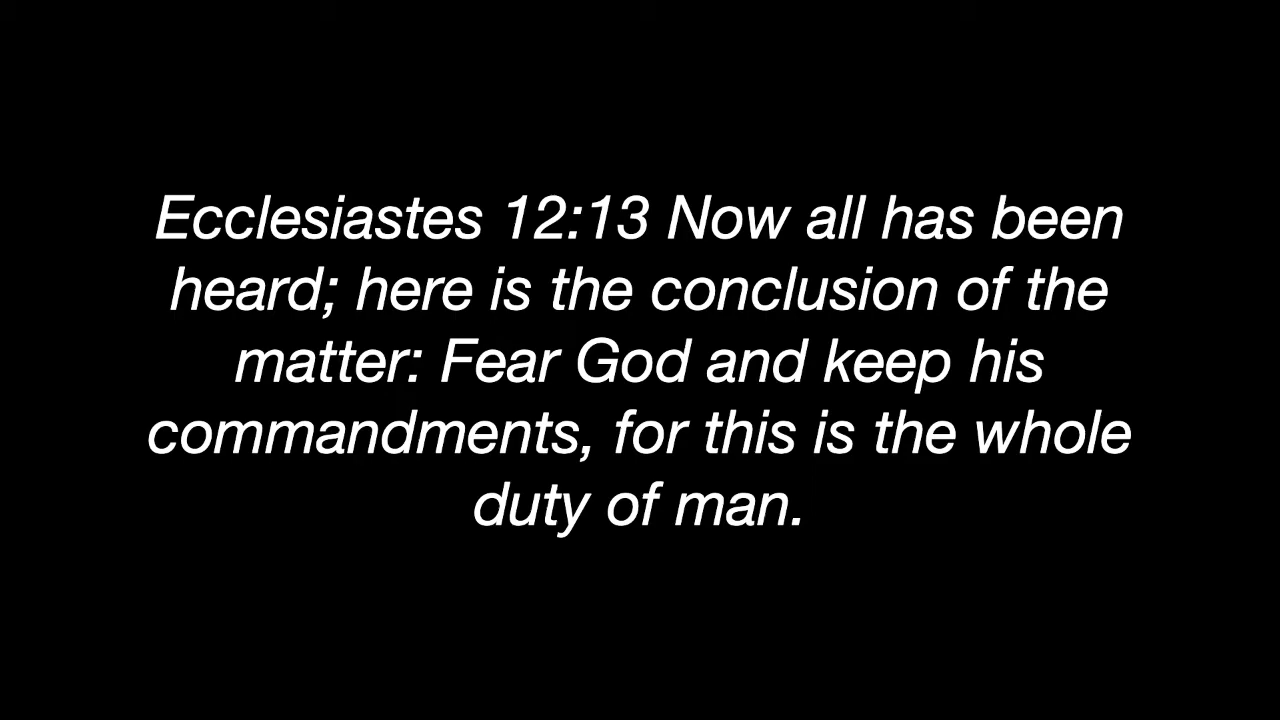 Ecclesiastes 12:13 Now all has been
heard; here is the conclusion of the
matter: Fear God and keep his
commandments, for this is the whole
duty of man.